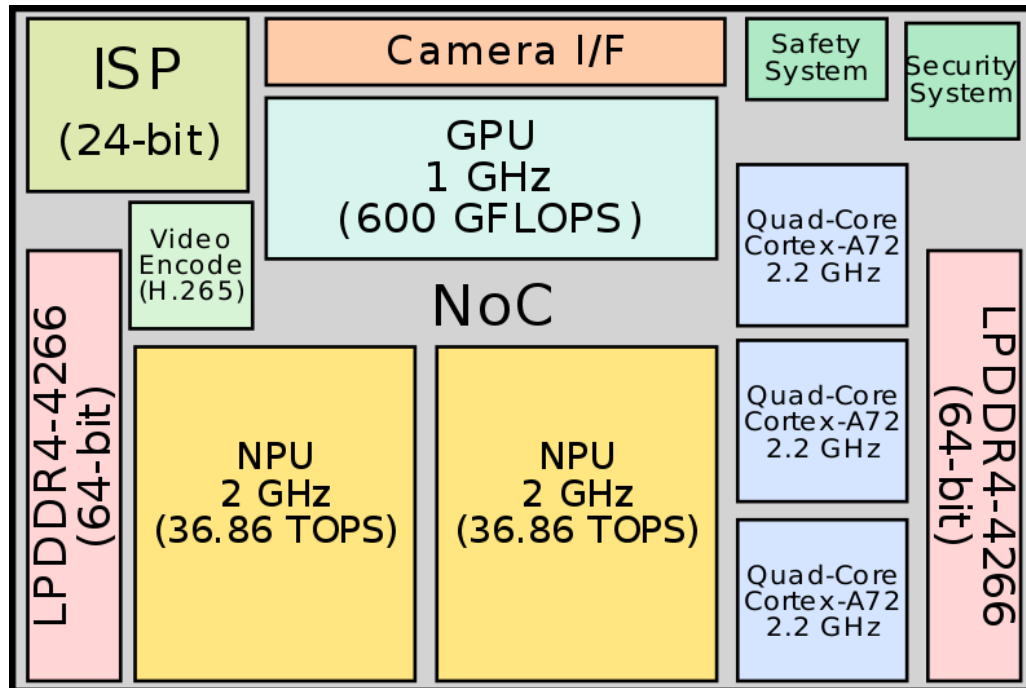 ISP
(24-bit)
Camera I/F
Safety
System
Security
System
GPU
1 GHz
(600 GFLOPS)
Video
Encode
(H.265)
NoC
Quad-Core
Cortex-A72
2.2 GHz
LPDDR4-4266
(64-bit)
NPU
2 GHz
(36.86 TOPS)
NPU
2 GHz
(36.86 TOPS)
Quad-Core
Cortex-A72
2.2 GHz
Quad-Core
Cortex-A72
2.2 GHz
LPDDR4-4266
(64-bit)